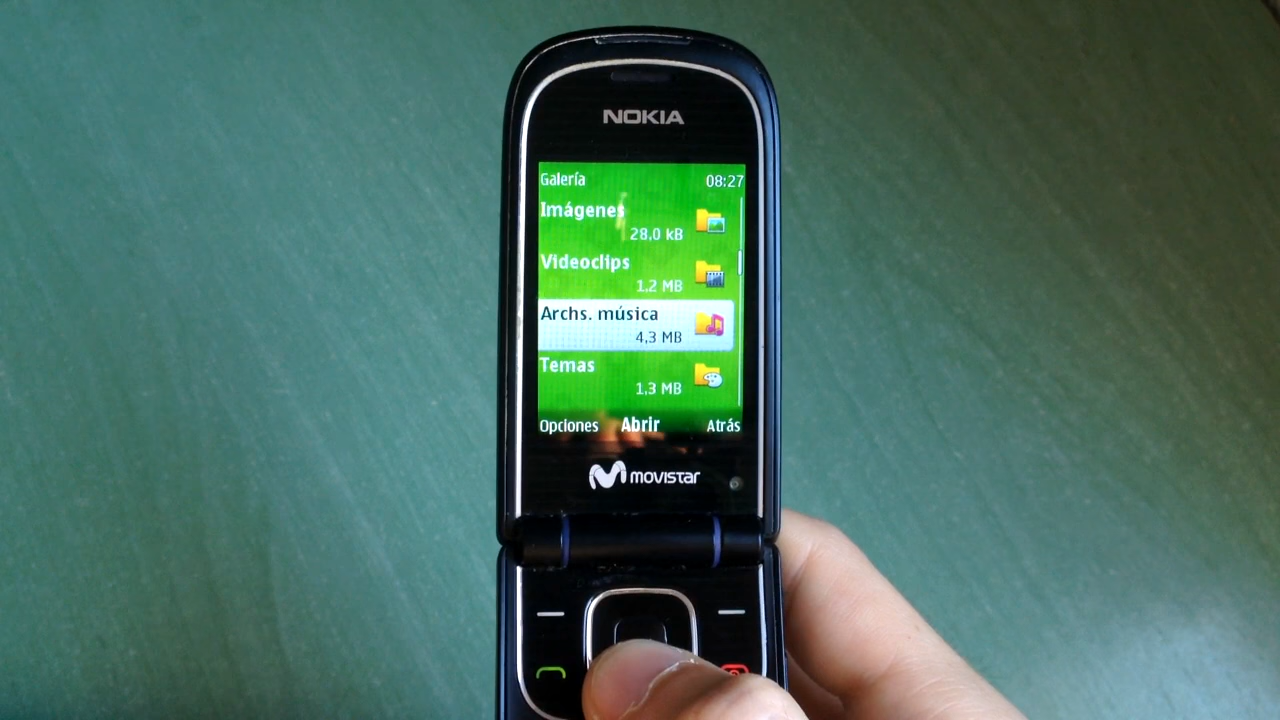 NOKIA
Galería 08:27
Imágenes
28,0 kB
Videoclips
1,2 MB
Archs. música
4,3 MB
Temas
1,3 MB
Opciones Abrir Atrás
movistar